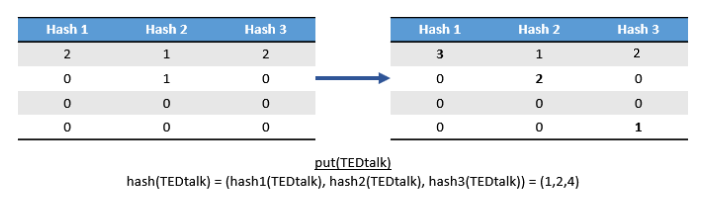 Hash 1 Hash 2 Hash 3 Hash 1 Hash 2 Hash 3
2 1 2 3 1 2
0 1 0 0 2 0
0 0 0 0 0 0
0 0 0 0 0 1
put(TEDtalk)
hash(TEDtalk) = (hash1(TEDtalk), hash2(TEDtalk), hash3(TEDtalk)) = (1,2,4)